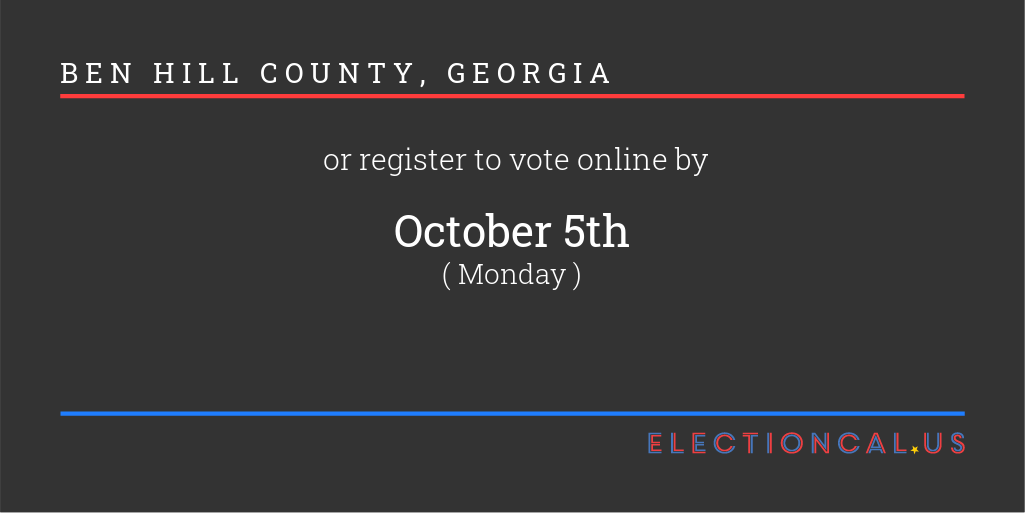 BEN HILL COUNTY, GEORGIA
or register to vote online by
October 5th
( Monday )
ELECTIONCAL.US